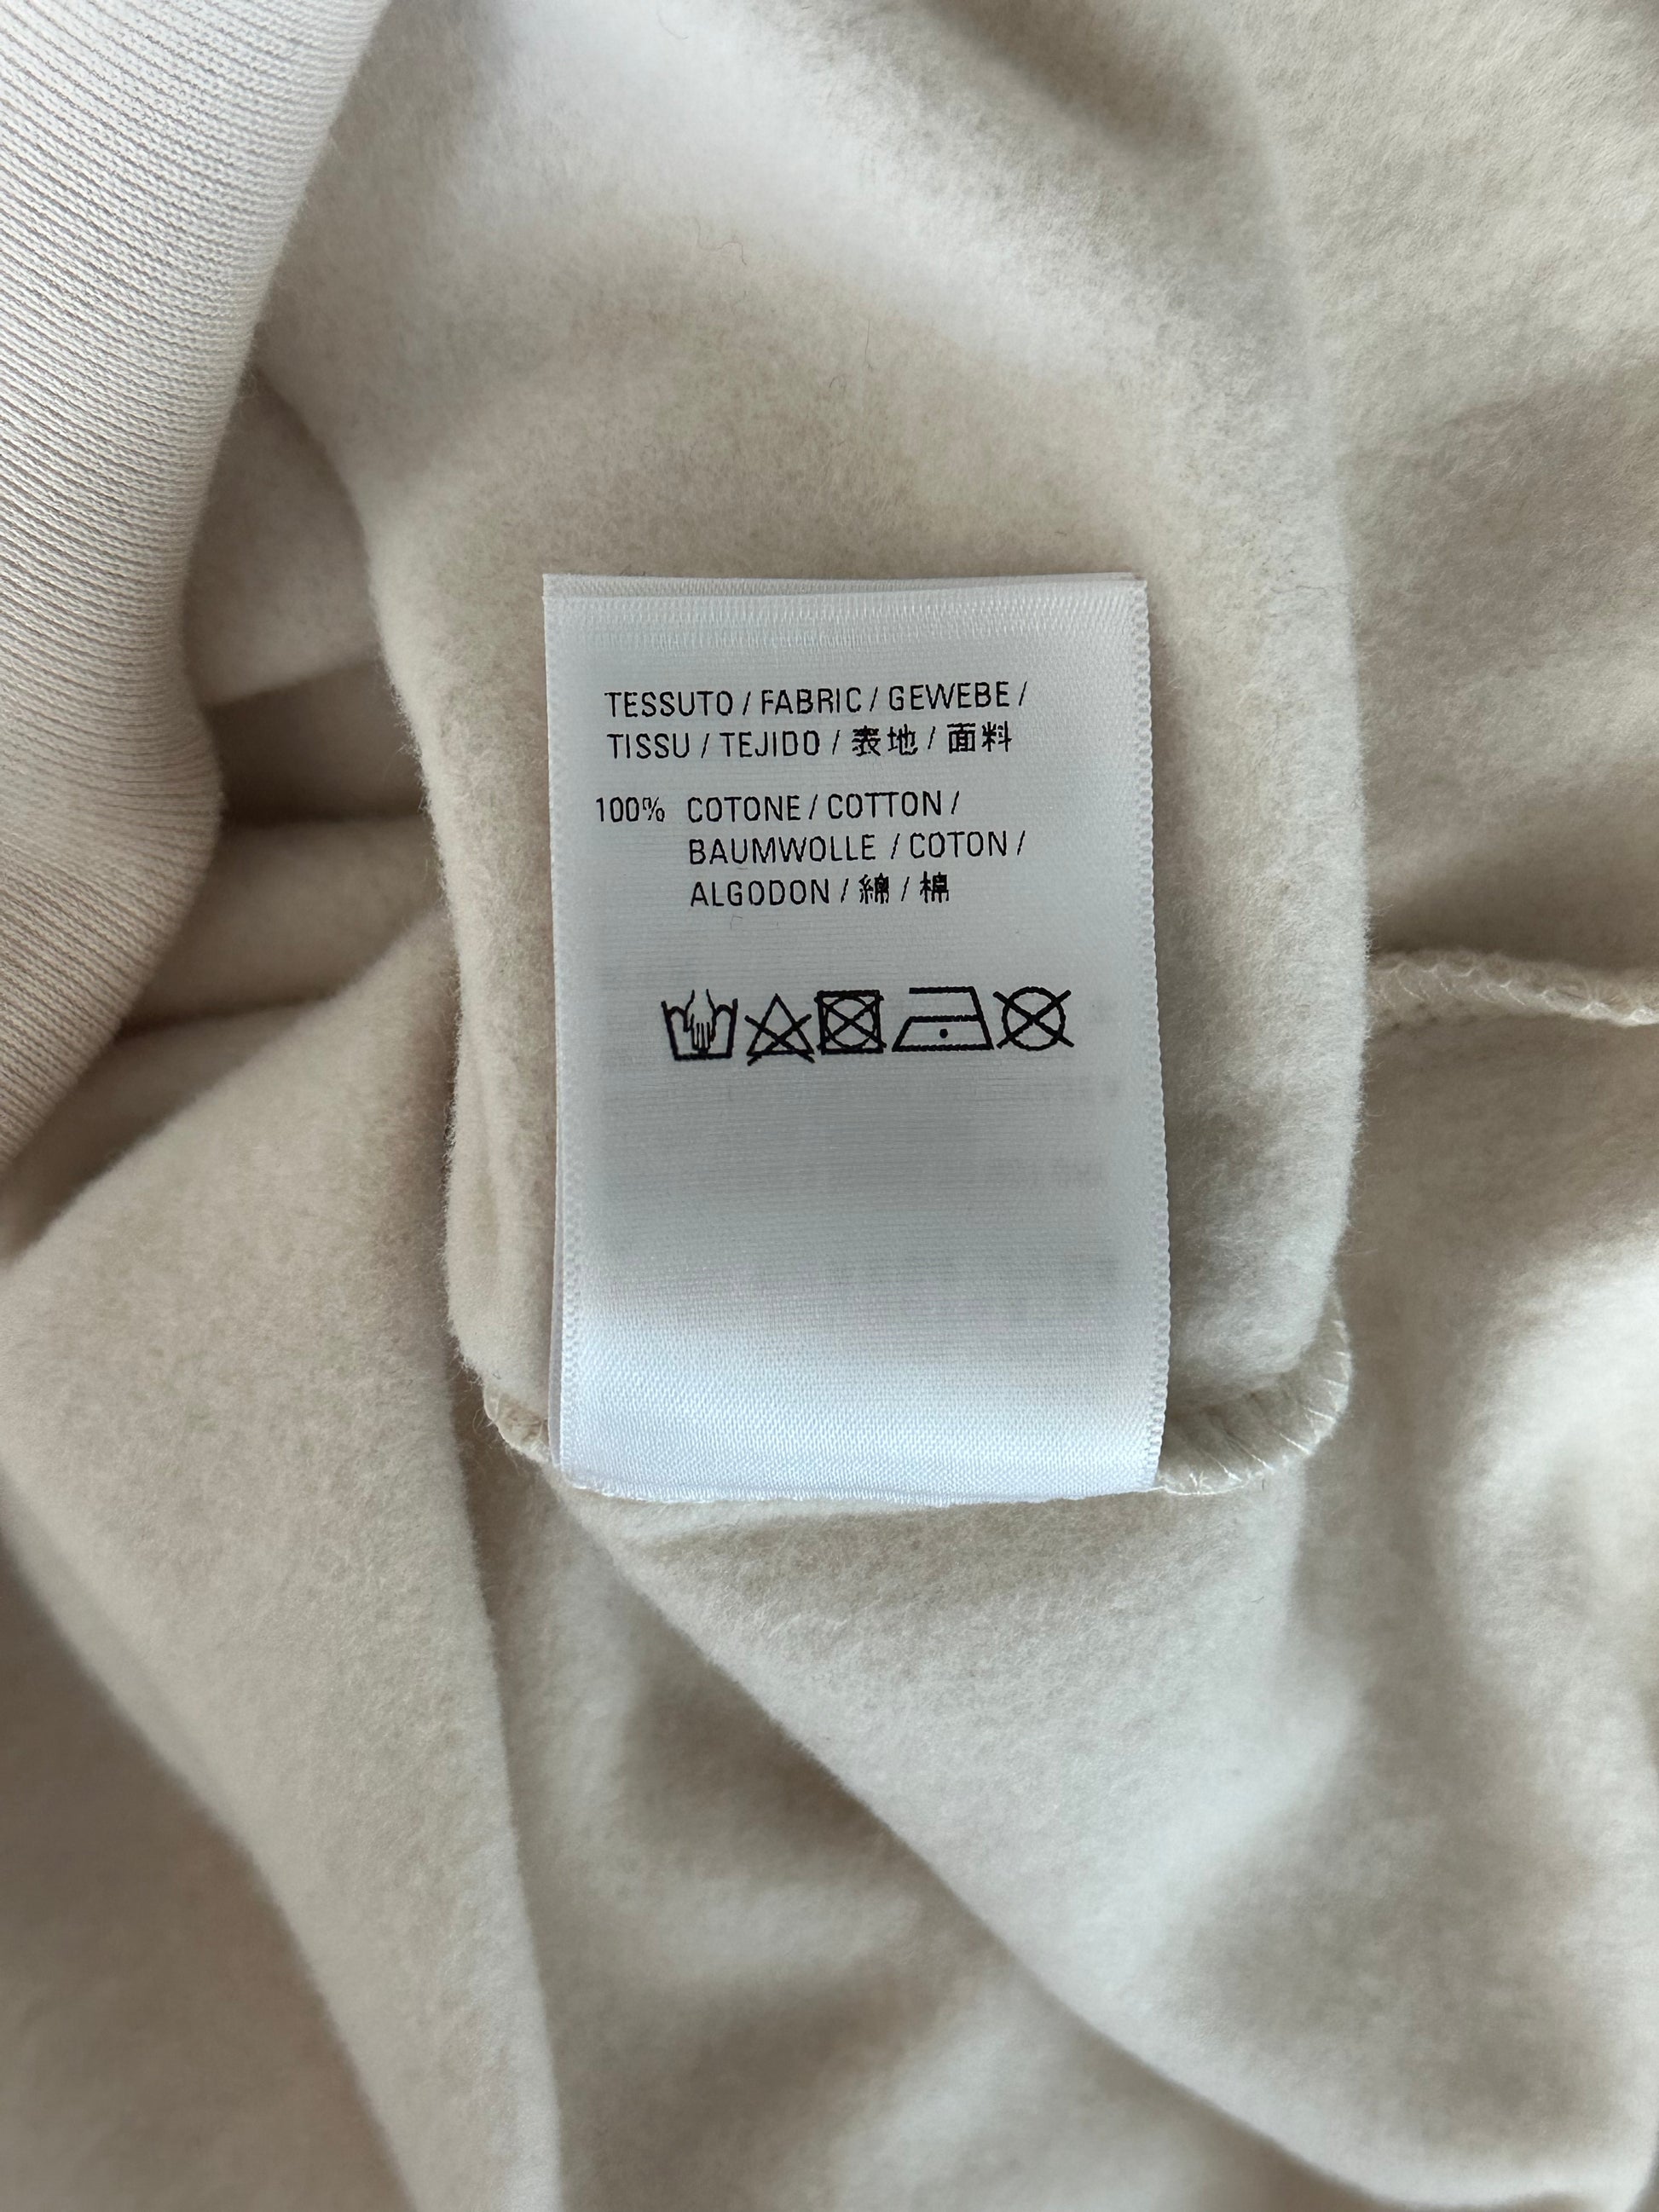 TESSUTO / FABRIC / GEWEBE /
TISSU / TEJIDO / 表地 / 面料
100% COTONE / COTTON /
BAUMWOLLE / COTON /
ALGODON / 綿 / 棉